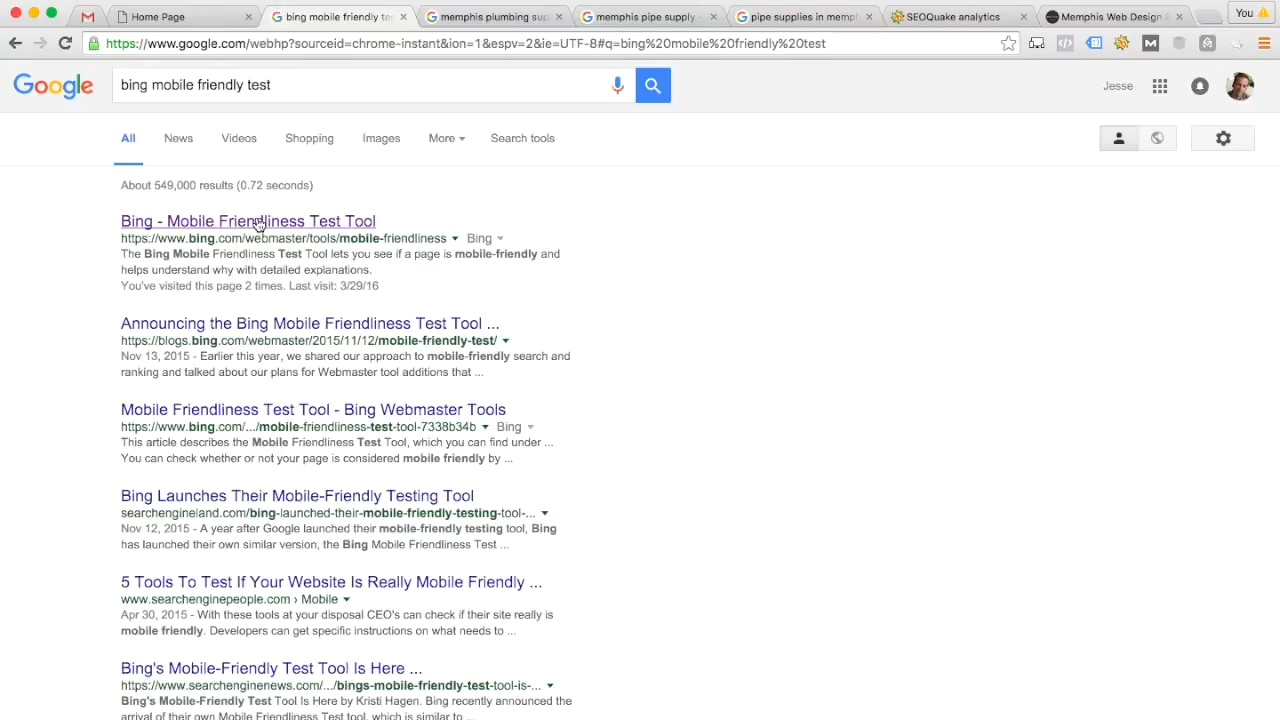 Home Page
bing mobile friendly te
memphis plumbing sup
memphis pipe supply -
pipe supplies in memp
SEOQuake analytics
Memphis Web Design &
You
https://www.google.com/webhp?sourceid=chrome-instant&ion=1&espv=2&ie=UTF-8#q=bing%20mobile%20friendly%20test
Google
bing mobile friendly test
Jesse
All News Videos Shopping Images More Search tools
About 549,000 results (0.72 seconds)
Bing - Mobile Friendliness Test Tool
https://www.bing.com/webmaster/tools/mobile-friendliness Bing
The Bing Mobile Friendliness Test Tool lets you see if a page is mobile-friendly and
helps understand why with detailed explanations.
You've visited this page 2 times. Last visit: 3/29/16
Announcing the Bing Mobile Friendliness Test Tool ...
https://blogs.bing.com/webmaster/2015/11/12/mobile-friendly-test/
Nov 13, 2015 - Earlier this year, we shared our approach to mobile-friendly search and
ranking and talked about our plans for Webmaster tool additions that ...
Mobile Friendliness Test Tool - Bing Webmaster Tools
https://www.bing.com/.../mobile-friendliness-test-tool-7338b34b Bing
This article describes the Mobile Friendliness Test Tool, which you can find under ...
You can check whether or not your page is considered mobile friendly by ...
Bing Launches Their Mobile-Friendly Testing Tool
searchengineland.com/bing-launched-their-mobile-friendly-testing-tool-...
Nov 12, 2015 - A year after Google launched their mobile-friendly testing tool, Bing
has launched their own similar version, the Bing Mobile Friendliness Test ...
5 Tools To Test If Your Website Is Really Mobile Friendly ...
www.searchenginepeople.com › Mobile
Apr 30, 2015 - With these tools at your disposal CEO's can check if their site really is
mobile friendly. Developers can get specific instructions on what needs to ...
Bing's Mobile-Friendly Test Tool Is Here ...
https://www.searchenginenews.com/.../bings-mobile-friendly-test-tool-is-...
Bing's Mobile-Friendly Test Tool Is Here by Kristi Hagen. Bing recently announced the
arrival of their own Mobile Friendliness Test tool, which is similar to ...